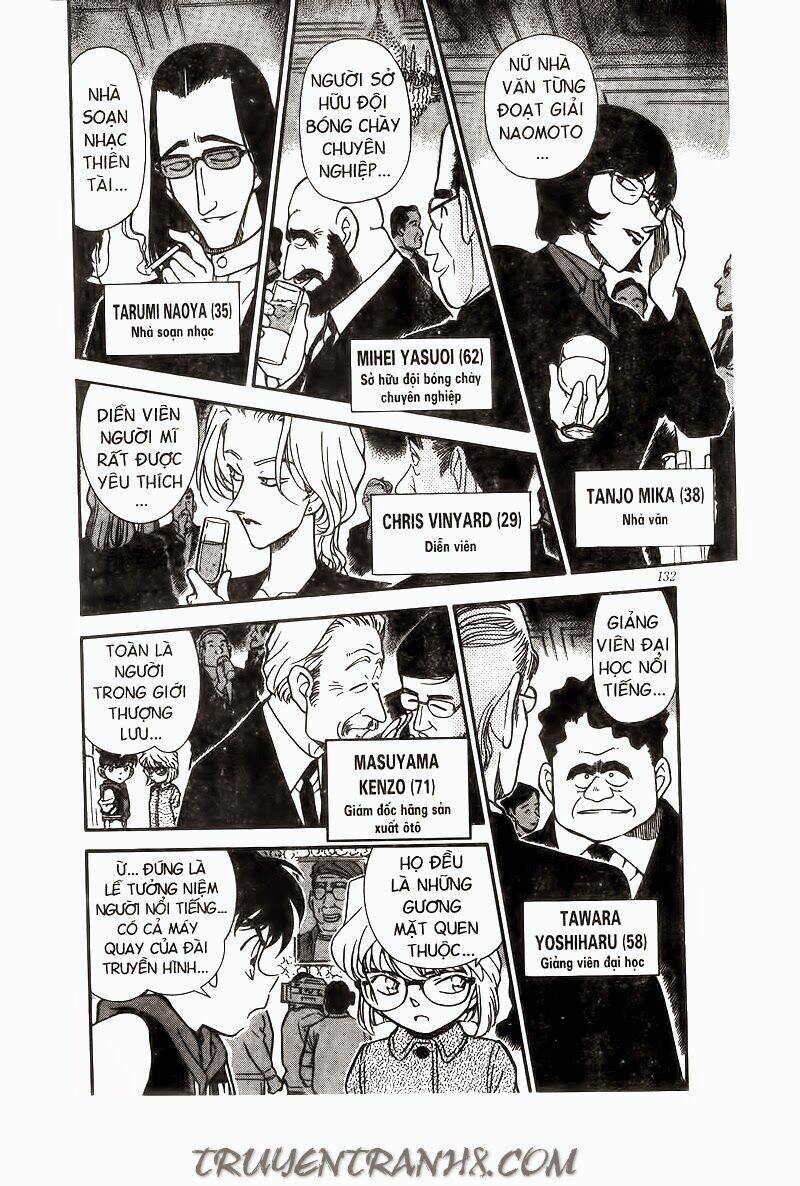 NỮ NHÀ
VĂN TỪNG
ĐOẠT GIẢI
NAOMOTO
...
TANJO MIKA (38)
Nhà văn
NGƯỜI SỞ
HỮU ĐỘI
BÓNG CHÀY
CHUYÊN
NGHIỆP...
MIHEI YASUOI (62)
Sở hữu đội bóng chày
chuyên nghiệp
NHÀ
SOẠN
NHẠC
THIÊN
TÀI...
TARUMI NAOYA (35)
Nhà soạn nhạc
DIỄN VIÊN
NGƯỜI MĨ
RẤT ĐƯỢC
YÊU THÍCH
...
CHRIS VINYARD (29)
Diễn viên
132
GIẢNG
VIÊN ĐẠI
HỌC NỔI
TIẾNG...
TAWARA
YOSHIHARU (58)
Giảng viên đại học
TOÀN LÀ
NGƯỜI
TRONG GIỚI
THƯỢNG
LƯU...
MASUYAMA
KENZO (71)
Giám đốc hãng sản
xuất ôtô
HỌ ĐỀU
LÀ NHỮNG
GƯƠNG
MẶT QUEN
THUỘC...
Ừ... ĐÚNG LÀ
LỄ TƯỞNG NIỆM
NGƯỜI NỔI TIẾNG...
CÓ CẢ MÁY
QUAY CỦA ĐÀI
TRUYỀN HÌNH...
TRUYENTRANH8.COM